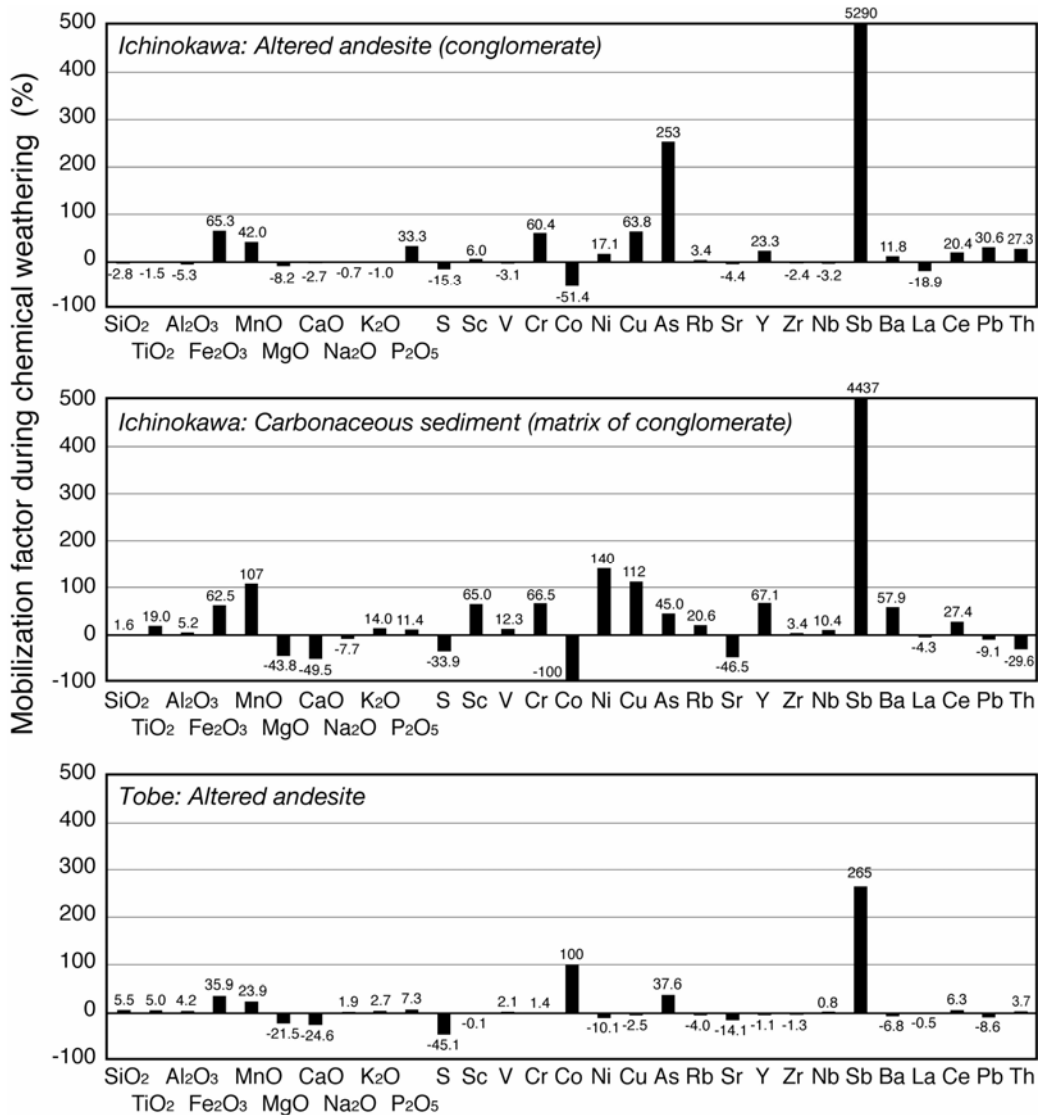 Mobilization factor during chemical weathering (%)
Ichinokawa: Altered andesite (conglomerate)
500
400
300
200
100
0
-100
-2.8 -1.5 -5.3 65.3 42.0 -8.2 -2.7 -0.7 -1.0 33.3 -15.3 6.0 -3.1 60.4 -51.4 17.1 63.8 253 3.4 -4.4 23.3 -2.4 -3.2 5290 11.8 -18.9 20.4 30.6 27.3
SiO₂ Al₂O₃ MnO CaO K₂O S Sc V Cr Co Ni Cu As Rb Sr Y Zr Nb Sb Ba La Ce Pb Th
TiO₂ Fe₂O₃ MgO Na₂O P₂O₅
Ichinokawa: Carbonaceous sediment (matrix of conglomerate)
500
400
300
200
100
0
-100
1.6 19.0 5.2 62.5 107 -43.8 -49.5 -7.7 14.0 11.4 -33.9 65.0 12.3 66.5 -100 140 112 45.0 20.6 -46.5 67.1 3.4 10.4 4437 57.9 -4.3 27.4 -9.1 -29.6
SiO₂ Al₂O₃ MnO CaO K₂O S Sc V Cr Co Ni Cu As Rb Sr Y Zr Nb Sb Ba La Ce Pb Th
TiO₂ Fe₂O₃ MgO Na₂O P₂O₅
Tobe: Altered andesite
500
400
300
200
100
0
-100
5.5 5.0 4.2 35.9 23.9 -21.5 -24.6 1.9 2.7 7.3 -45.1 -0.1 2.1 1.4 100 -10.1 -2.5 37.6 -4.0 -14.1 -1.1 -1.3 0.8 265 -6.8 -0.5 6.3 -8.6 3.7
SiO₂ Al₂O₃ MnO CaO K₂O S Sc V Cr Co Ni Cu As Rb Sr Y Zr Nb Sb Ba La Ce Pb Th
TiO₂ Fe₂O₃ MgO Na₂O P₂O₅